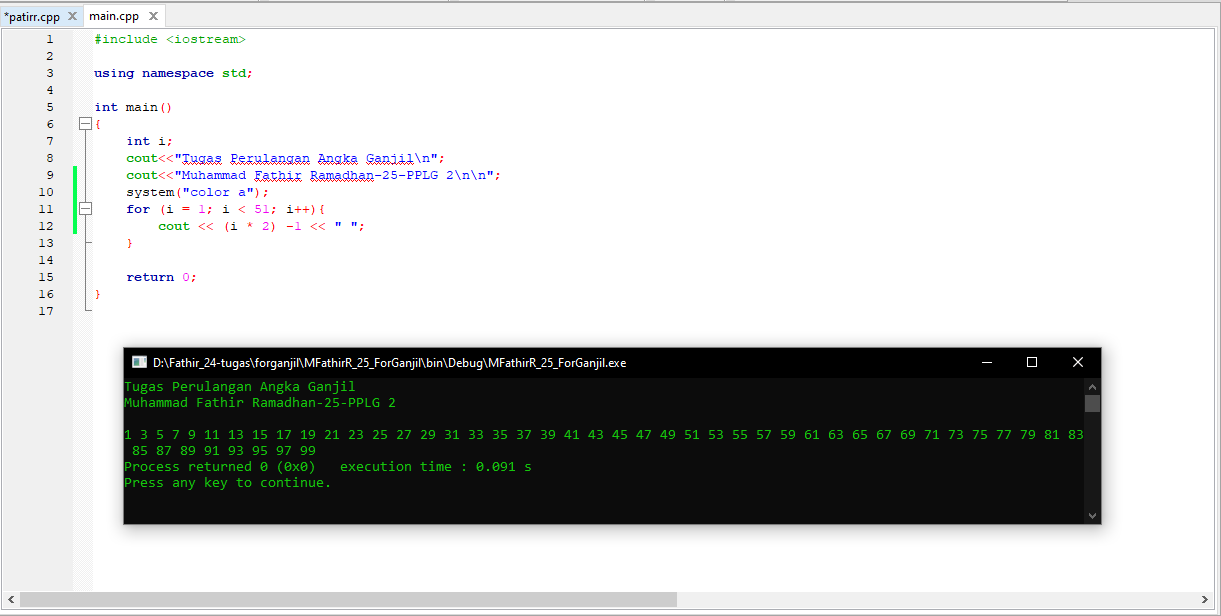 *patirr.cpp X main.cpp X
1 #include <iostream>
2
3 using namespace std;
4
5 int main()
6 {
7 int i;
8 cout<<"Tugas Perulangan Angka Ganjil\n";
9 cout<<"Muhammad Fathir Ramadhan-25-PPLG 2\n\n";
10 system("color a");
11 for (i = 1; i < 51; i++){
12 cout << (i * 2) -1 << " ";
13 }
14
15 return 0;
16 }
17
D:\Fathir_24-tugas\forganjil\MFathirR_25_ForGanjil\bin\Debug\MFathirR_25_ForGanjil.exe
Tugas Perulangan Angka Ganjil
Muhammad Fathir Ramadhan-25-PPLG 2
1 3 5 7 9 11 13 15 17 19 21 23 25 27 29 31 33 35 37 39 41 43 45 47 49 51 53 55 57 59 61 63 65 67 69 71 73 75 77 79 81 83
85 87 89 91 93 95 97 99
Process returned 0 (0x0) execution time : 0.091 s
Press any key to continue.